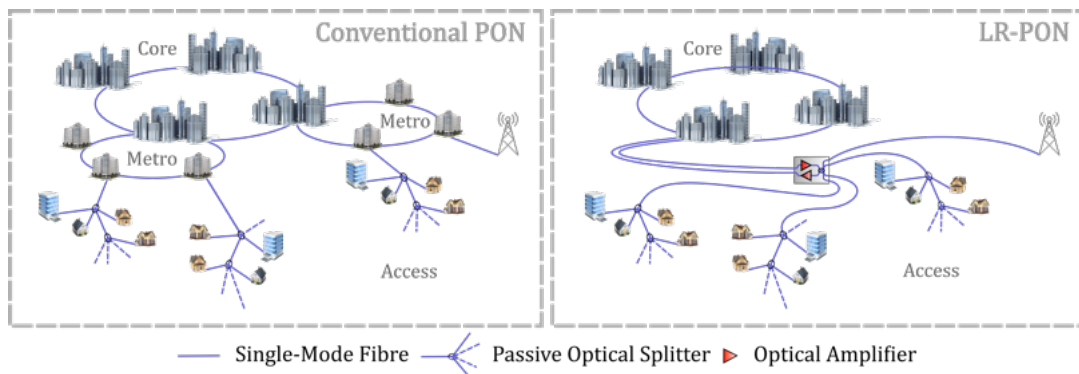 Conventional PON
Core
Metro
Metro
Access
LR-PON
Core
Access
Single-Mode Fibre
Passive Optical Splitter
Optical Amplifier